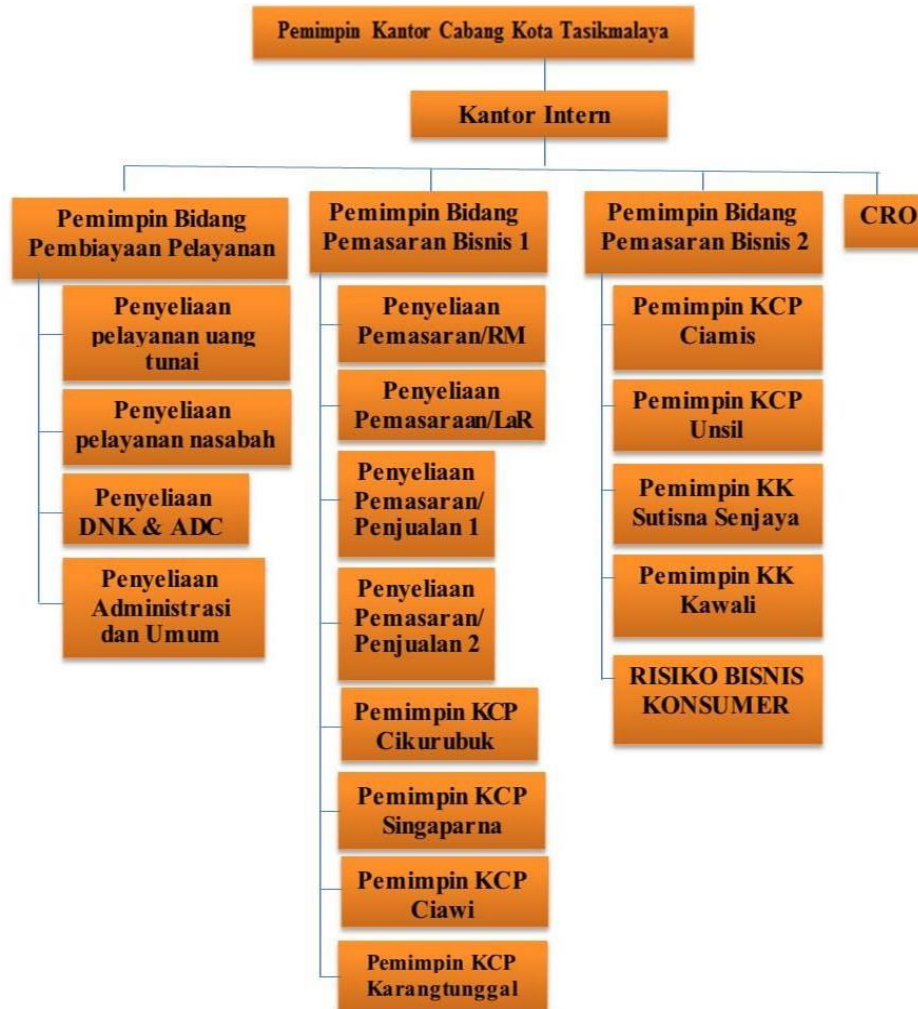 Pemimpin Kantor Cabang Kota Tasikmalaya
Kantor Intern
Pemimpin Bidang
Pembiayaan Pelayanan
Penyeliaan
pelayanan uang
tunai
Penyeliaan
pelayanan nasabah
Penyeliaan
DNK & ADC
Penyeliaan
Administrasi
dan Umum
Pemimpin Bidang
Pemasaran Bisnis 1
Penyeliaan
Pemasaran/RM
Penyeliaan
Pemasaraan/LaR
Penyeliaan
Pemasaran/
Penjualan 1
Penyeliaan
Pemasaran/
Penjualan 2
Pemimpin KCP
Cikurubuk
Pemimpin KCP
Singaparna
Pemimpin KCP
Ciawi
Pemimpin KCP
Karangtunggal
Pemimpin Bidang
Pemasaran Bisnis 2
Pemimpin KCP
Ciamis
Pemimpin KCP
Unsil
Pemimpin KK
Sutisna Senjaya
Pemimpin KK
Kawali
RISIKO BISNIS
KONSUMER
CRO